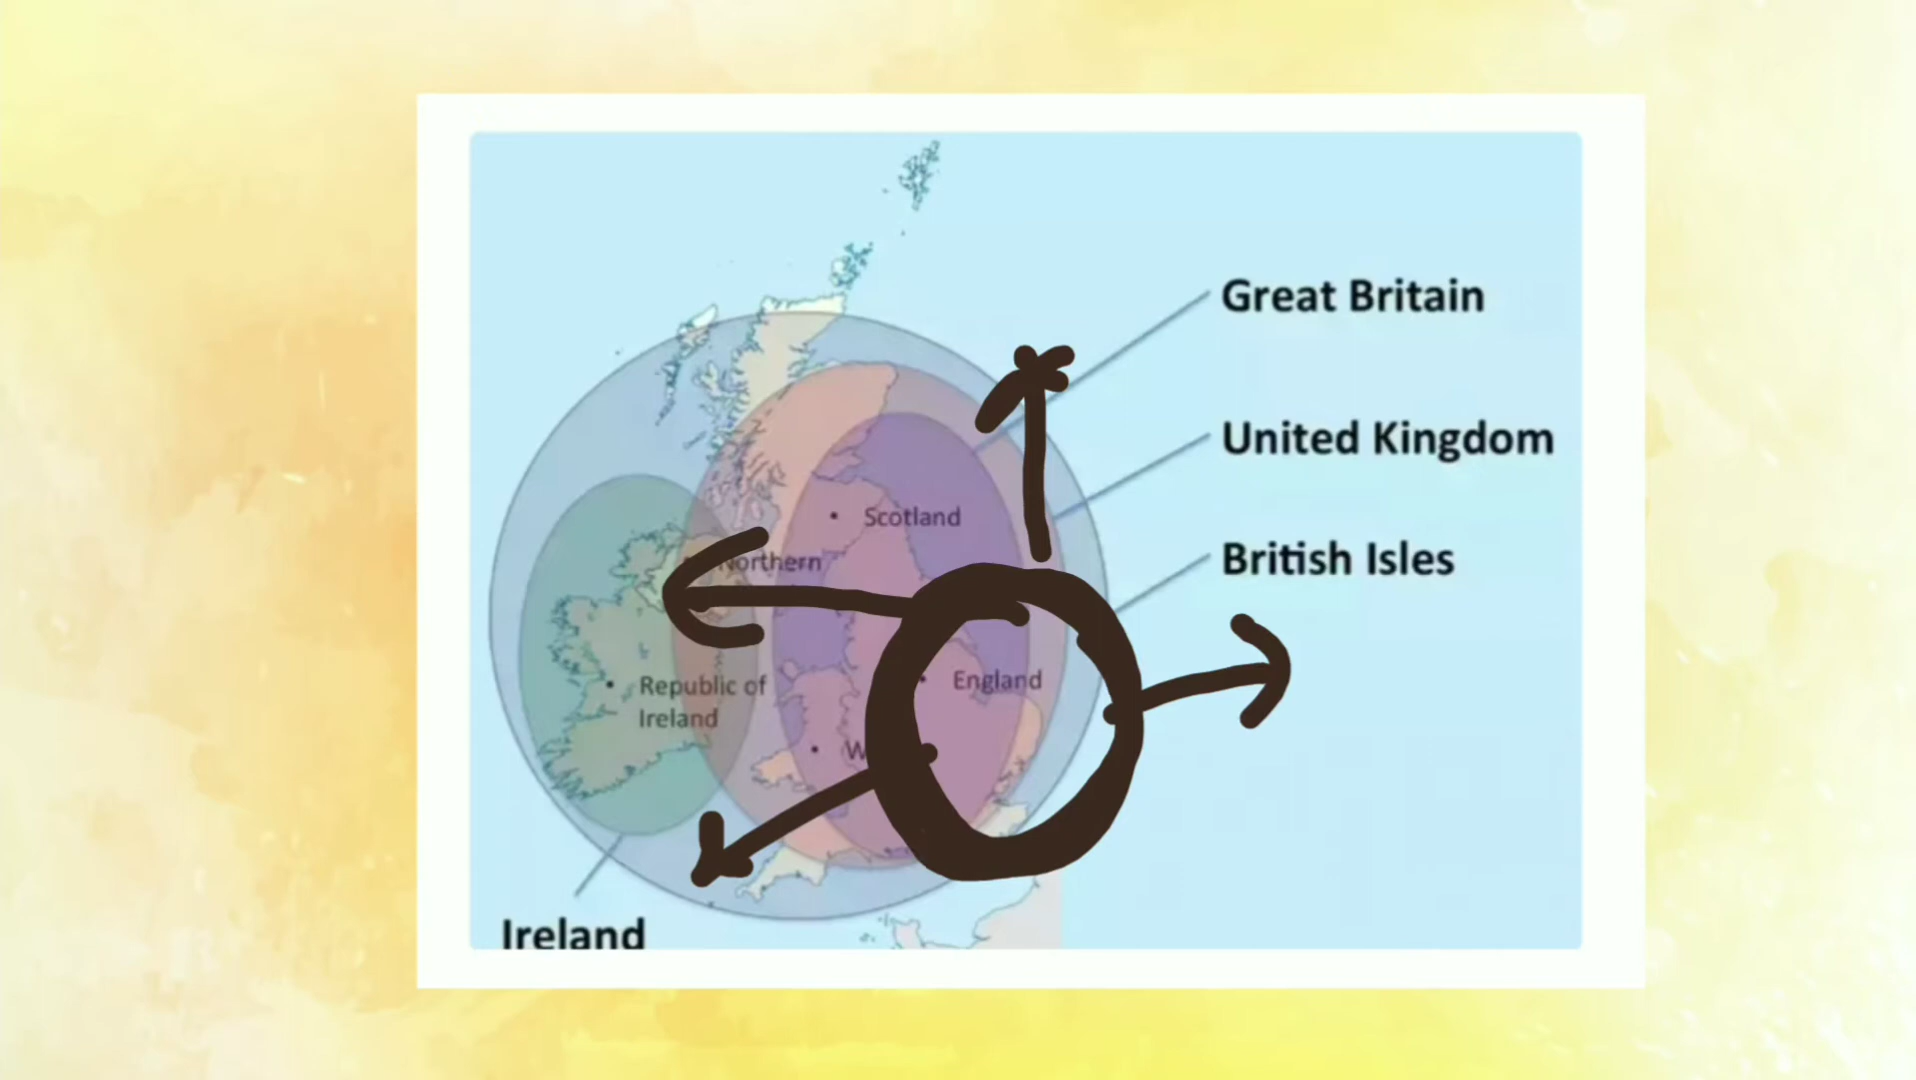 Great Britain
United Kingdom
British Isles
Scotland
Northern
England
Republic of
Ireland
W
Ireland